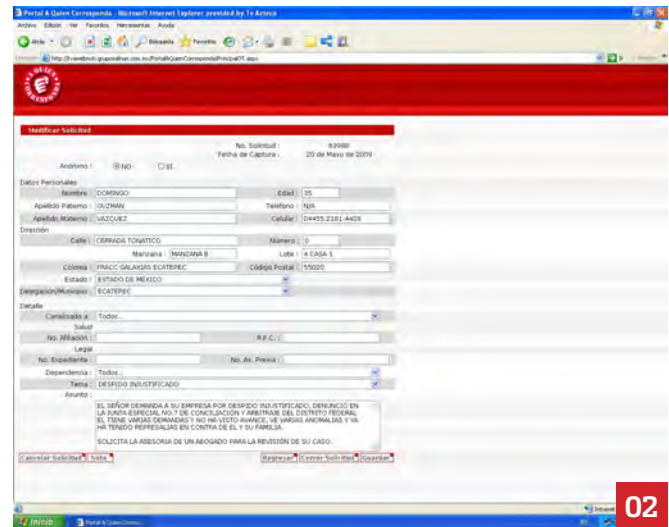 Portal A Quien Corresponda - Microsoft Internet Explorer provided by Tv Azteca
Archivo Edición Ver Favoritos Herramientas Ayuda
Atrás Búsqueda Favoritos
A QUIEN CORRESPONDA
Modificar Solicitud
No. Solicitud : 63988
Fecha de Captura : 20 de Mayo de 2009
Anónimo : NO SI
Datos Personales
Nombre : DOMINGO Edad : 35
Apellido Paterno : GUZMAN Teléfono : N/A
Apellido Materno : VAZQUEZ Celular :
Dirección
Calle : CERRADA TONATICO Número : 0
Manzana : MANZANA 8 Lote : 4 CASA 1
Colonia : FRACC GALAXIAS ECATEPEC Código Postal : 55020
Estado : ESTADO DE MÉXICO
Delegación/Municipio : ECATEPEC
Detalle
Canalizado a : Todos...
Salud
No. Afiliación : R.F.C. :
Legal
No. Expediente : No. Av. Previa :
Dependencia : Todos...
Tema : DESPIDO INJUSTIFICADO
Asunto :
EL SEÑOR DEMANDA A SU EMPRESA POR DESPIDO INJUSTIFICADO, DENUNCIÓ EN
LA JUNTA ESPECIAL NO.7 DE CONCILIACIÓN Y ARBITRAJE DEL DISTRITO FEDERAL
EL TIENE VARIAS DEMANDAS Y NO HA VISTO AVANCE, VE VARIAS ANOMALIAS Y YA
HA TENIDO REPRESALIAS EN CONTRA DE EL Y SU FAMILIA.
SOLICITA LA ASESORIA DE UN ABOGADO PARA LA REVISIÓN DE SU CASO.
Cancelar Solicitud Nota Regresar Cerrar Solicitud Guardar
Inicio Portal A Quien Corres...
02